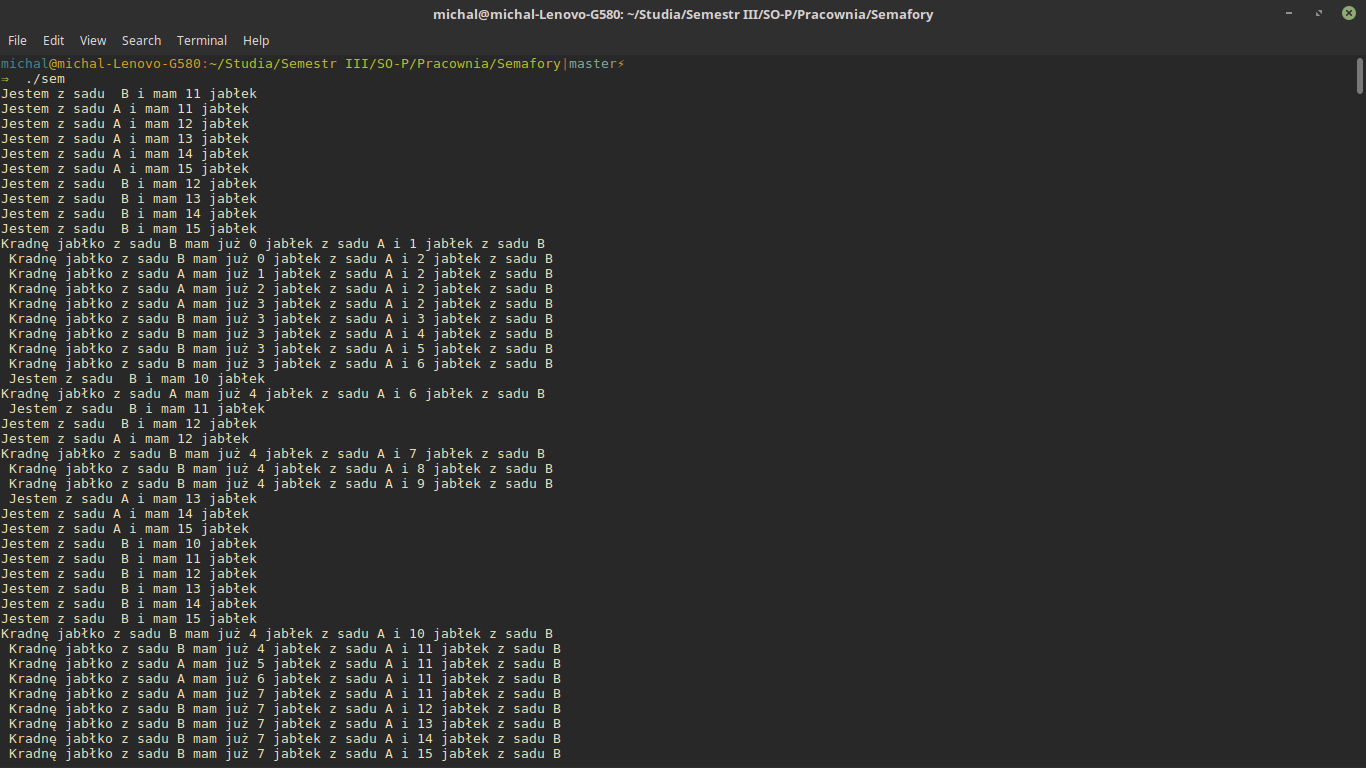 michal@michal-Lenovo-G580: ~/Studia/Semestr III/SO-P/Pracownia/Semafory
File Edit View Search Terminal Help
michal@michal-Lenovo-G580:~/Studia/Semestr III/SO-P/Pracownia/Semafory|master⚡
⇒  ./sem
Jestem z sadu  B i mam 11 jabłek
Jestem z sadu A i mam 11 jabłek
Jestem z sadu A i mam 12 jabłek
Jestem z sadu A i mam 13 jabłek
Jestem z sadu A i mam 14 jabłek
Jestem z sadu A i mam 15 jabłek
Jestem z sadu  B i mam 12 jabłek
Jestem z sadu  B i mam 13 jabłek
Jestem z sadu  B i mam 14 jabłek
Jestem z sadu  B i mam 15 jabłek
Kradnę jabłko z sadu B mam już 0 jabłek z sadu A i 1 jabłek z sadu B
 Kradnę jabłko z sadu B mam już 0 jabłek z sadu A i 2 jabłek z sadu B
 Kradnę jabłko z sadu A mam już 1 jabłek z sadu A i 2 jabłek z sadu B
 Kradnę jabłko z sadu A mam już 2 jabłek z sadu A i 2 jabłek z sadu B
 Kradnę jabłko z sadu A mam już 3 jabłek z sadu A i 2 jabłek z sadu B
 Kradnę jabłko z sadu B mam już 3 jabłek z sadu A i 3 jabłek z sadu B
 Kradnę jabłko z sadu B mam już 3 jabłek z sadu A i 4 jabłek z sadu B
 Kradnę jabłko z sadu B mam już 3 jabłek z sadu A i 5 jabłek z sadu B
 Kradnę jabłko z sadu B mam już 3 jabłek z sadu A i 6 jabłek z sadu B
 Jestem z sadu  B i mam 10 jabłek
Kradnę jabłko z sadu A mam już 4 jabłek z sadu A i 6 jabłek z sadu B
 Jestem z sadu  B i mam 11 jabłek
Jestem z sadu  B i mam 12 jabłek
Jestem z sadu A i mam 12 jabłek
Kradnę jabłko z sadu B mam już 4 jabłek z sadu A i 7 jabłek z sadu B
 Kradnę jabłko z sadu B mam już 4 jabłek z sadu A i 8 jabłek z sadu B
 Kradnę jabłko z sadu B mam już 4 jabłek z sadu A i 9 jabłek z sadu B
 Jestem z sadu A i mam 13 jabłek
Jestem z sadu A i mam 14 jabłek
Jestem z sadu A i mam 15 jabłek
Jestem z sadu  B i mam 10 jabłek
Jestem z sadu  B i mam 11 jabłek
Jestem z sadu  B i mam 12 jabłek
Jestem z sadu  B i mam 13 jabłek
Jestem z sadu  B i mam 14 jabłek
Jestem z sadu  B i mam 15 jabłek
Kradnę jabłko z sadu B mam już 4 jabłek z sadu A i 10 jabłek z sadu B
 Kradnę jabłko z sadu B mam już 4 jabłek z sadu A i 11 jabłek z sadu B
 Kradnę jabłko z sadu A mam już 5 jabłek z sadu A i 11 jabłek z sadu B
 Kradnę jabłko z sadu A mam już 6 jabłek z sadu A i 11 jabłek z sadu B
 Kradnę jabłko z sadu A mam już 7 jabłek z sadu A i 11 jabłek z sadu B
 Kradnę jabłko z sadu B mam już 7 jabłek z sadu A i 12 jabłek z sadu B
 Kradnę jabłko z sadu B mam już 7 jabłek z sadu A i 13 jabłek z sadu B
 Kradnę jabłko z sadu B mam już 7 jabłek z sadu A i 14 jabłek z sadu B
 Kradnę jabłko z sadu B mam już 7 jabłek z sadu A i 15 jabłek z sadu B